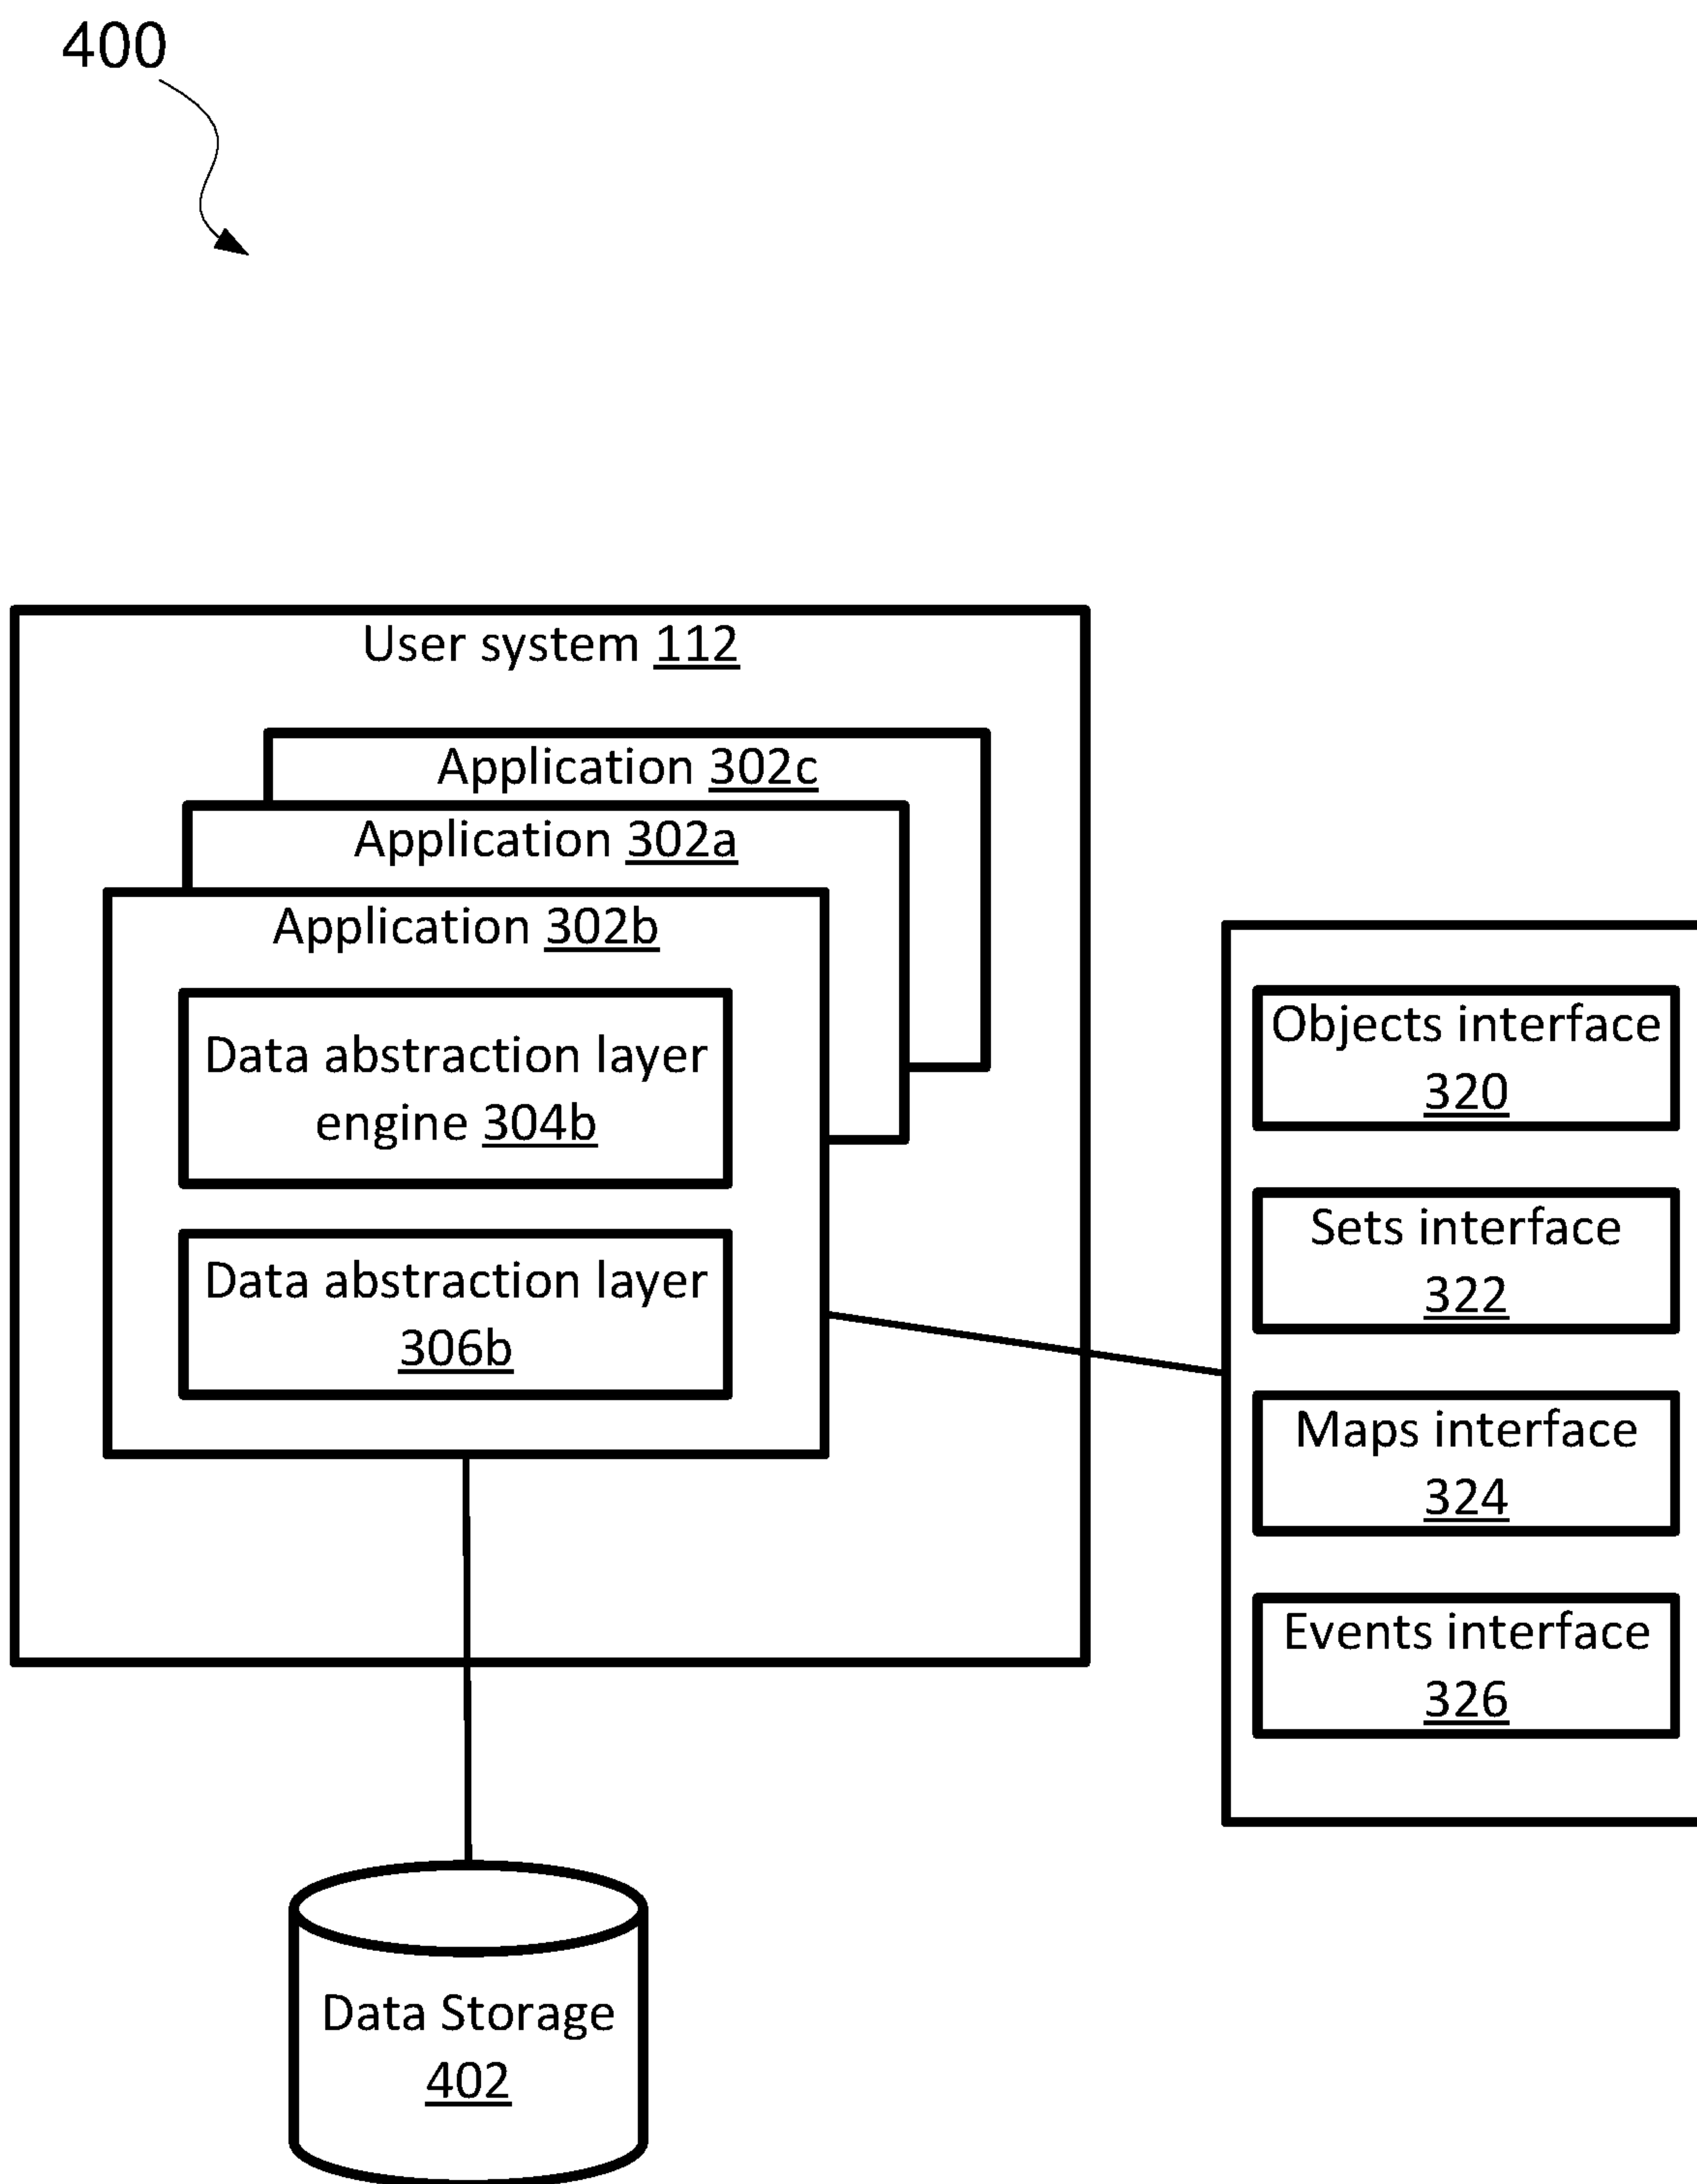 400
User system 112
Application 302c
Application 302a
Application 302b
Data abstraction layer
engine 304b
Data abstraction layer
306b
Objects interface
320
Sets interface
322
Maps interface
324
Events interface
326
Data Storage
402